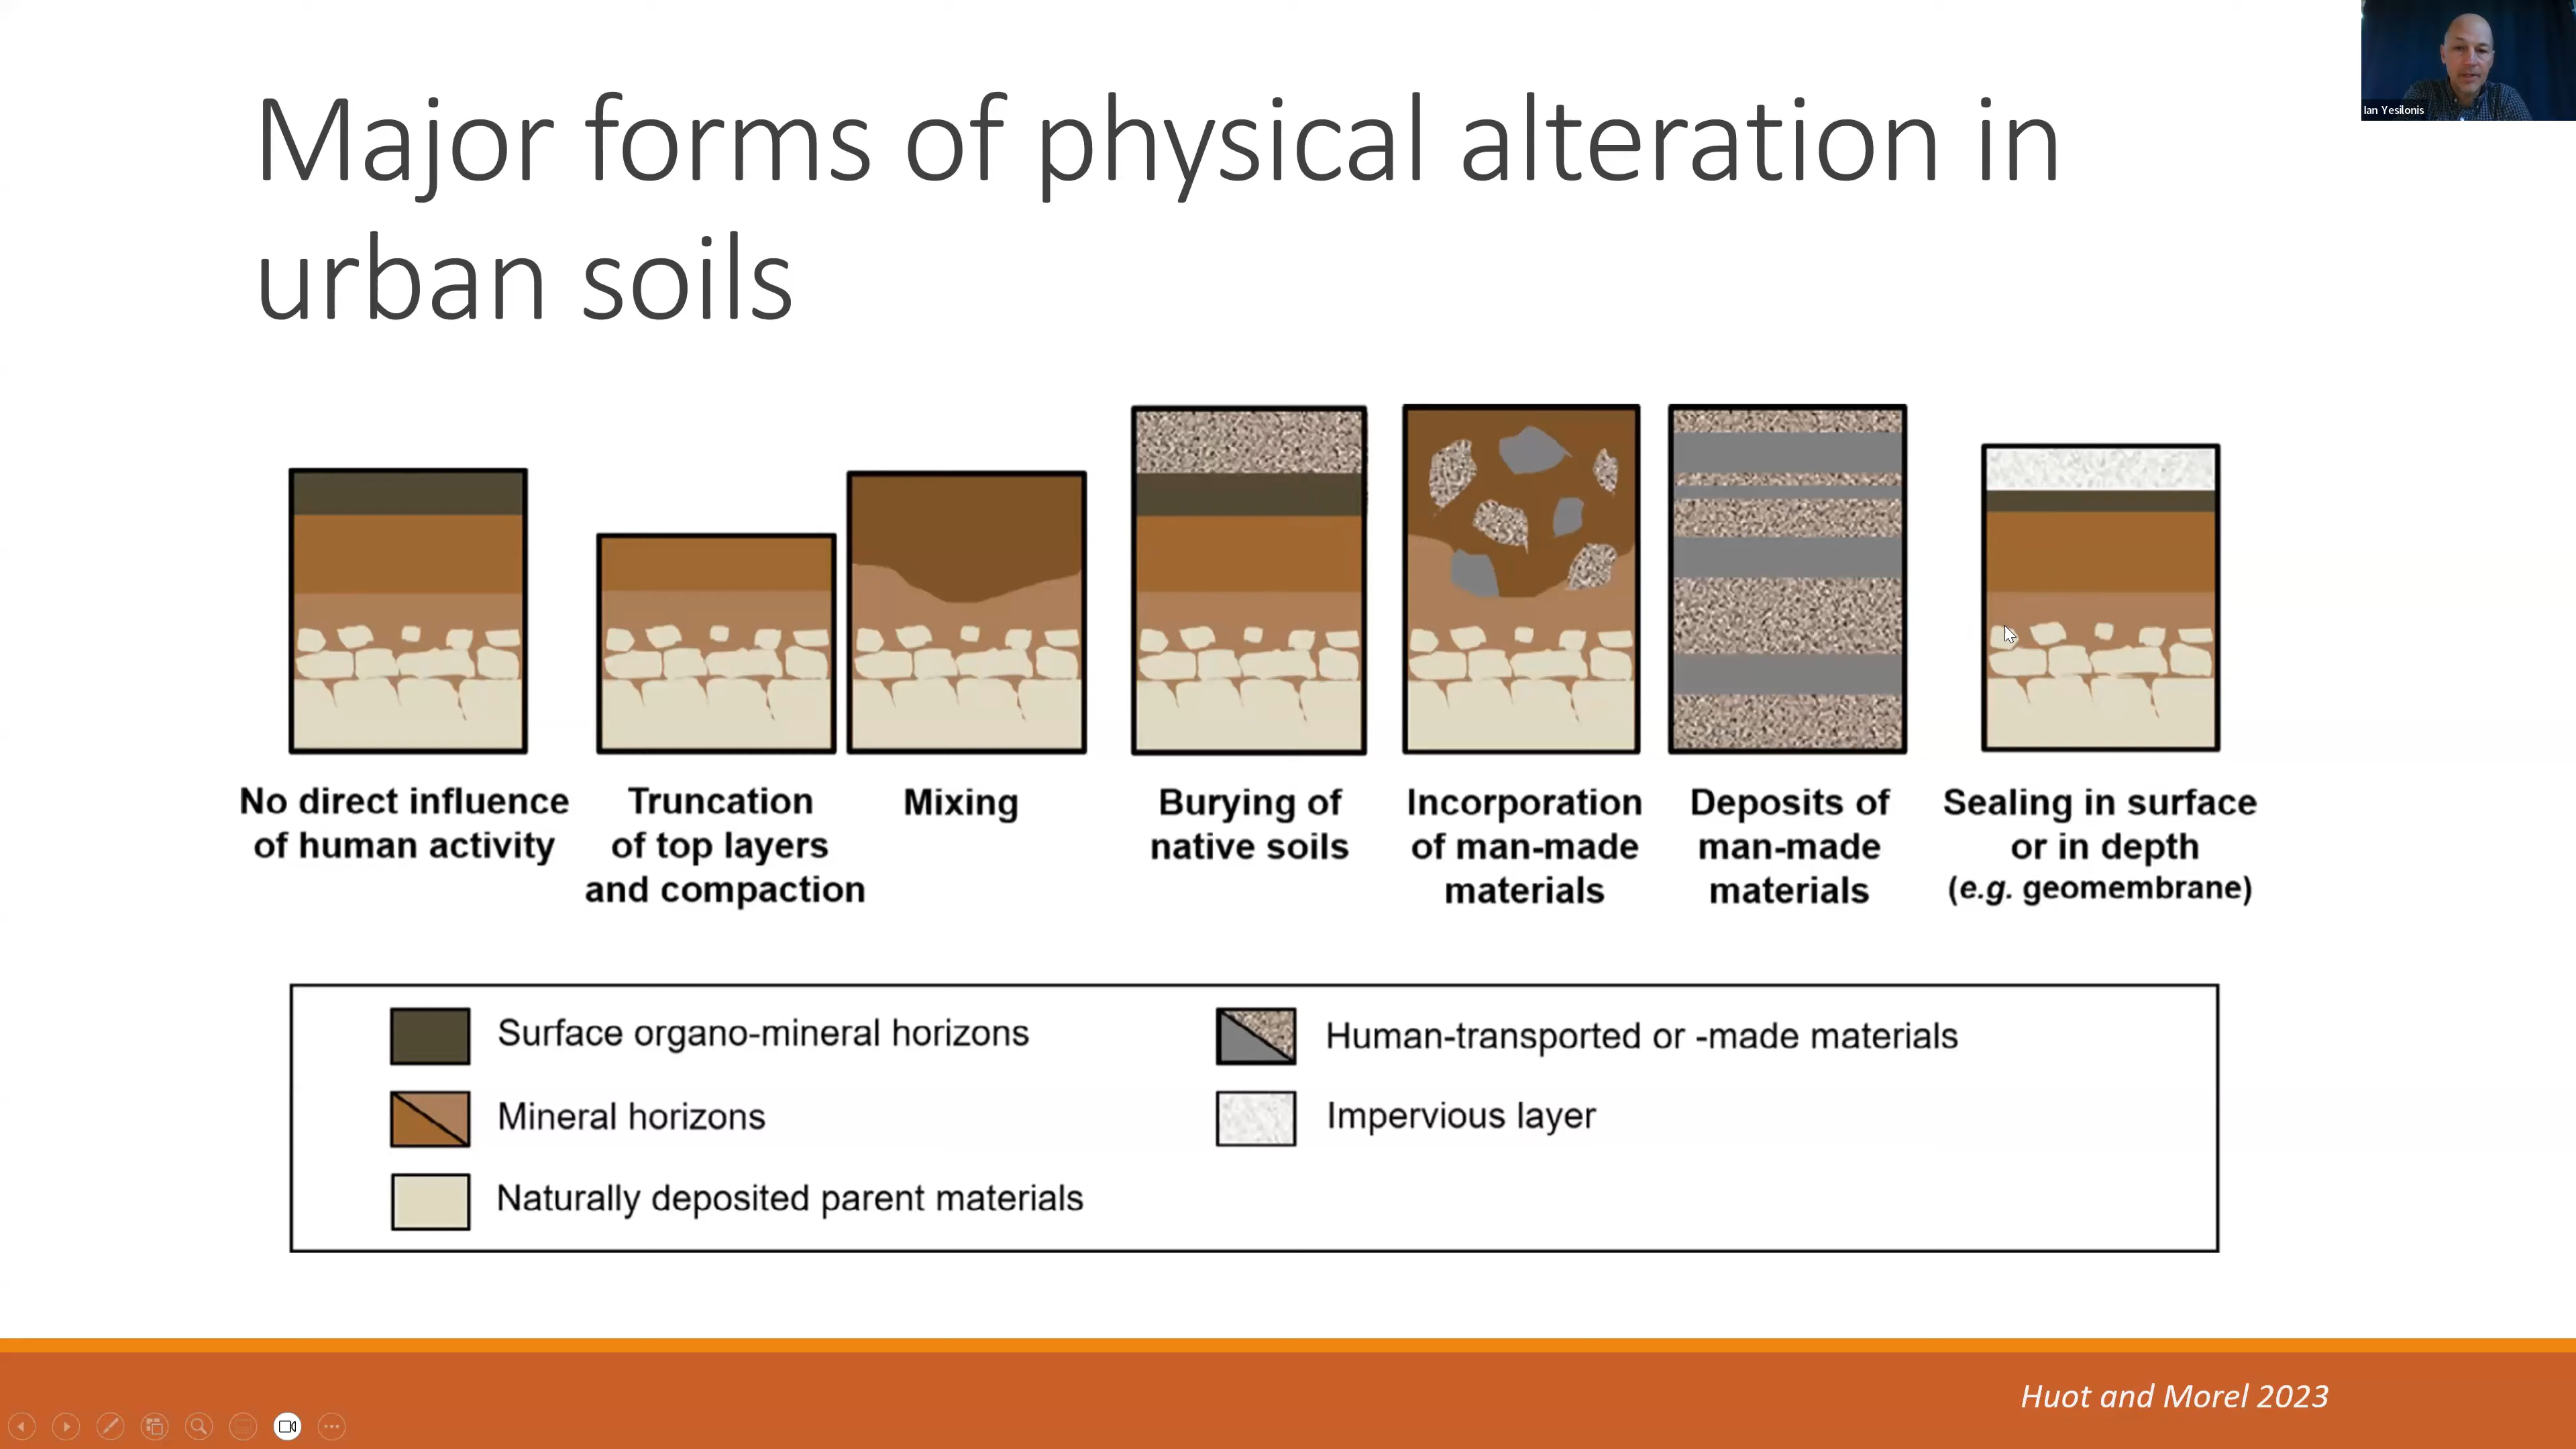 Ian Yesilonis
Major forms of physical alteration in
urban soils
No direct influence
of human activity
Truncation
of top layers
and compaction
Mixing
Burying of
native soils
Incorporation
of man-made
materials
Deposits of
man-made
materials
Sealing in surface
or in depth
(e.g. geomembrane)
Surface organo-mineral horizons
Mineral horizons
Naturally deposited parent materials
Human-transported or -made materials
Impervious layer
Huot and Morel 2023